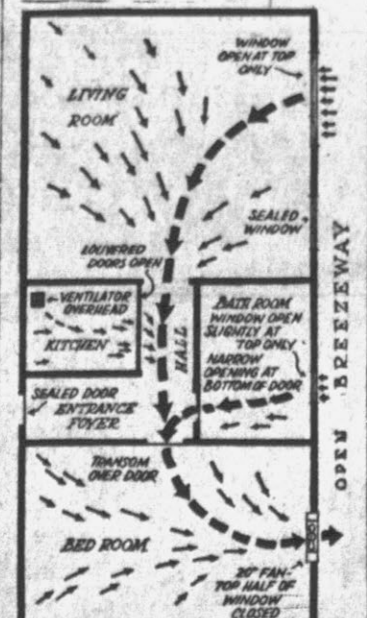 WINDOW
OPEN AT TOP
ONLY
LIVING
ROOM
SEALED
WINDOW
LOUVERED
DOORS OPEN
VENTILATOR
OVERHEAD
KITCHEN
HALL
BATH ROOM
WINDOW OPEN
SLIGHTLY AT
TOP ONLY
NARROW
OPENING AT
BOTTOM OF DOOR
OPEN BREEZEWAY
SEALED DOOR
ENTRANCE
FOYER
TRANSOM
OVER DOOR
BED ROOM
20" FAN-
TOP HALF OF
WINDOW
CLOSED